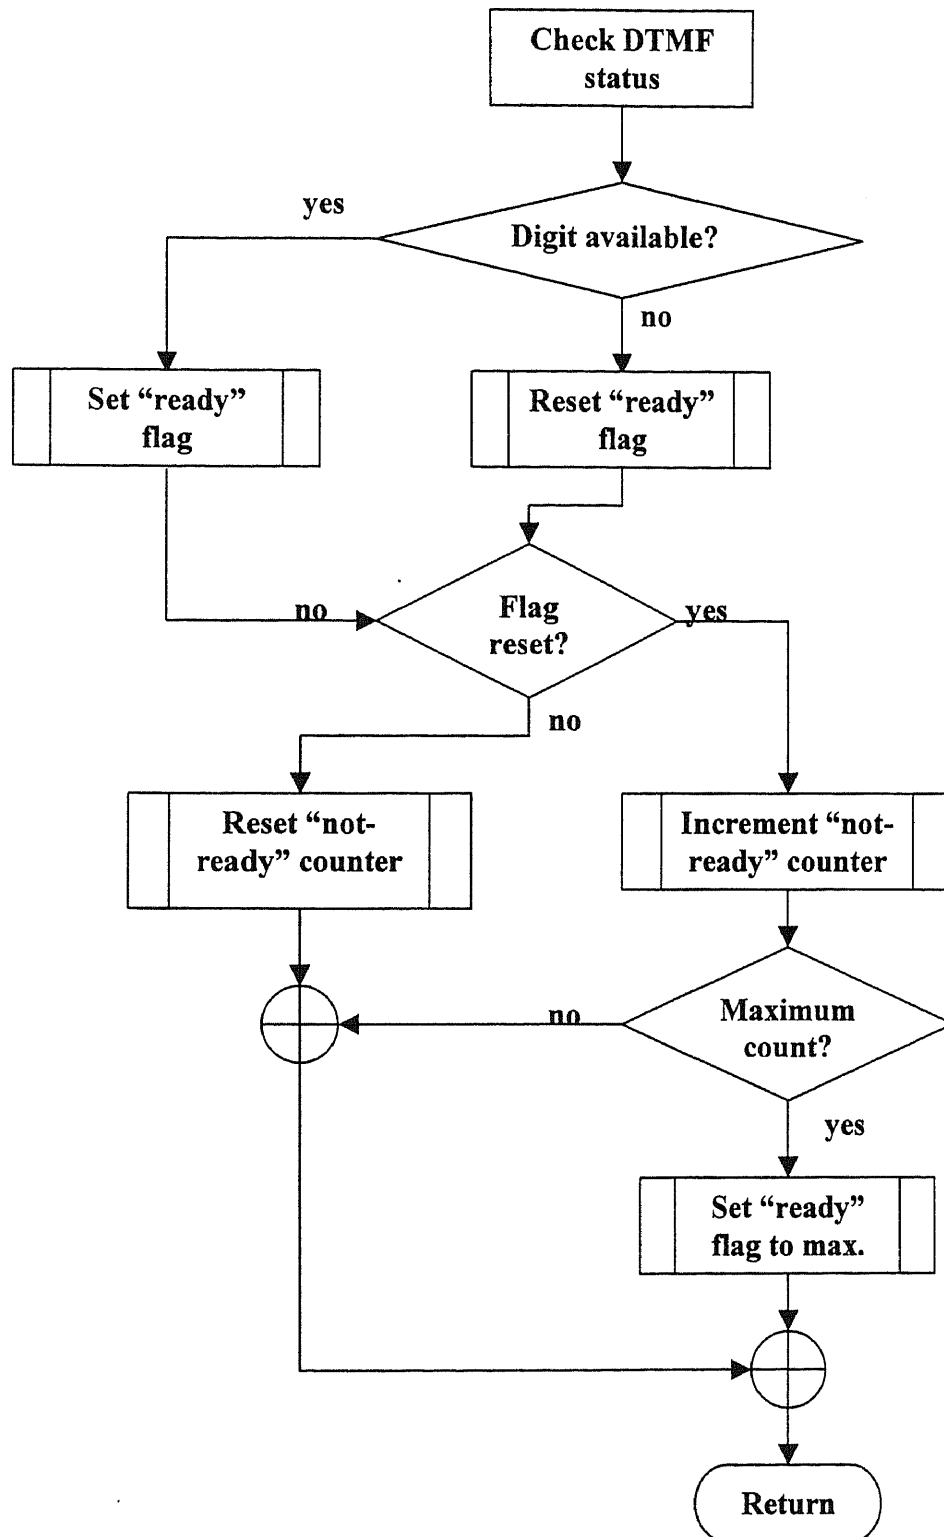 Check DTMF
status
yes
Digit available?
no
Set “ready”
flag
Reset “ready”
flag
no
Flag
reset?
yes
no
Reset “not-
ready” counter
Increment “not-
ready” counter
no
Maximum
count?
yes
Set “ready”
flag to max.
Return